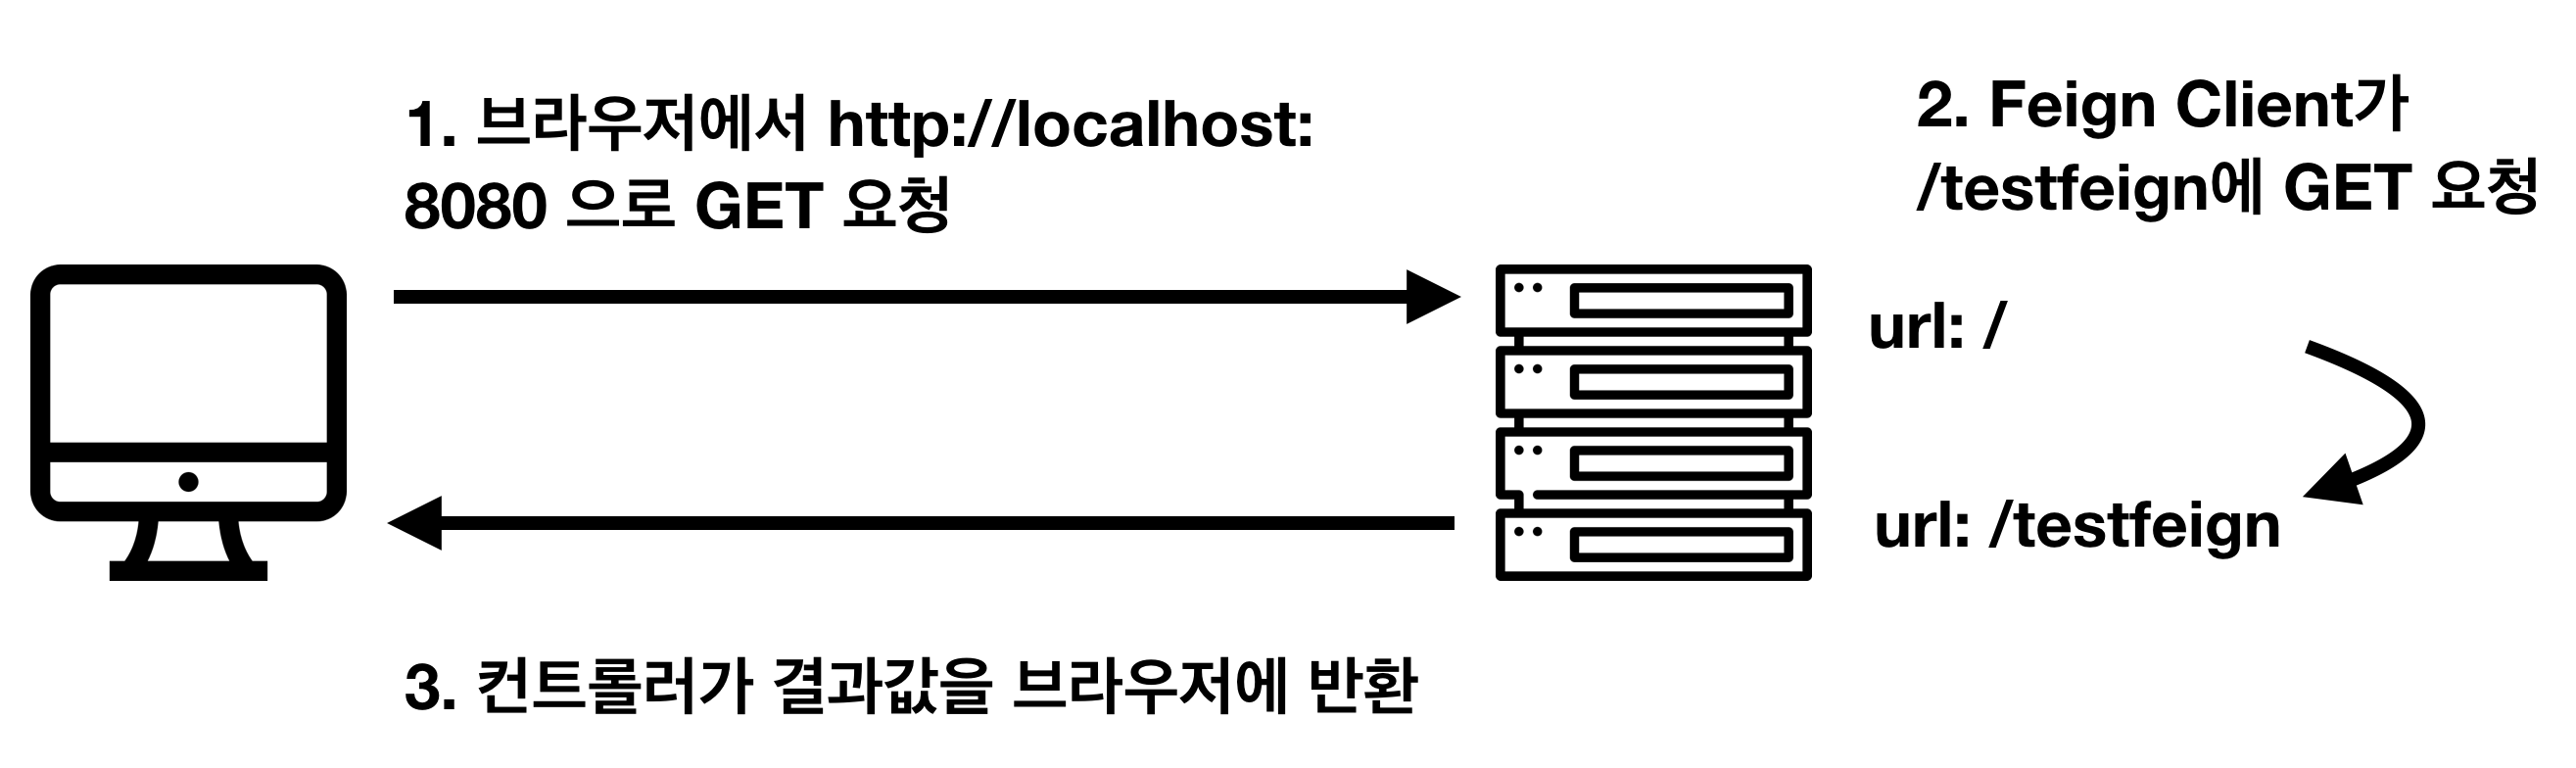 1. 브라우저에서 http://localhost:
8080 으로 GET 요청
2. Feign Client가
/testfeign에 GET 요청
url: /
url: /testfeign
3. 컨트롤러가 결과값을 브라우저에 반환